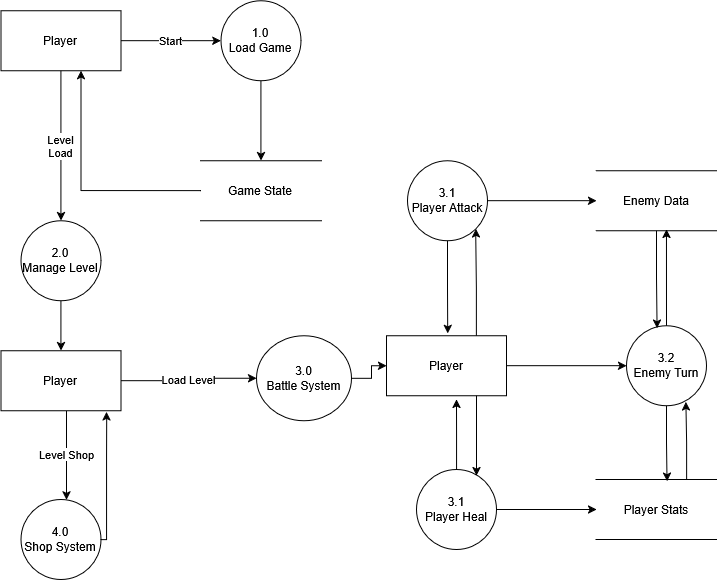 Player
Start
1.0
Load Game
Level
Load
Game State
3.1
Player Attack
Enemy Data
2.0
Manage Level
Player
Load Level
3.0
Battle System
Player
3.2
Enemy Turn
Level Shop
4.0
Shop System
3.1
Player Heal
Player Stats